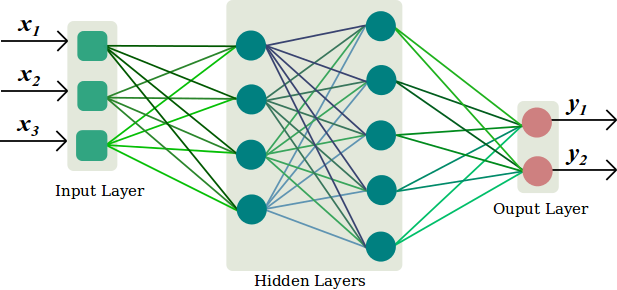 x1
x2
x3
y1
y2
Input Layer
Ouput Layer
Hidden Layers